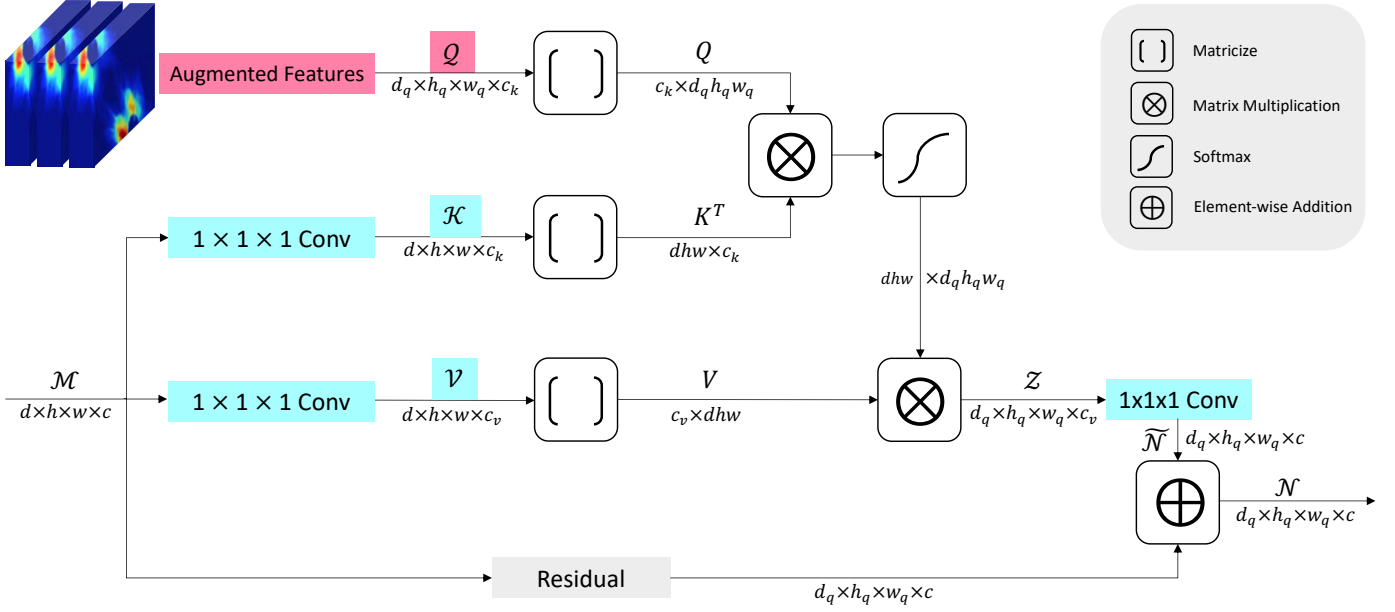 Augmented Features
𝒬
d_q×h_q×w_q×c_k
Q
c_k×d_q h_q w_q
Matricize
Matrix Multiplication
Softmax
Element-wise Addition
1 × 1 × 1 Conv
𝒦
d×h×w×c_k
K^T
dhw×c_k
dhw ×d_q h_q w_q
ℳ
d×h×w×c
1 × 1 × 1 Conv
𝒱
d×h×w×c_v
V
c_v×dhw
𝒵
d_q×h_q×w_q×c_v
1x1x1 Conv
𝒩̃ d_q×h_q×w_q×c
𝒩
d_q×h_q×w_q×c
Residual
d_q×h_q×w_q×c